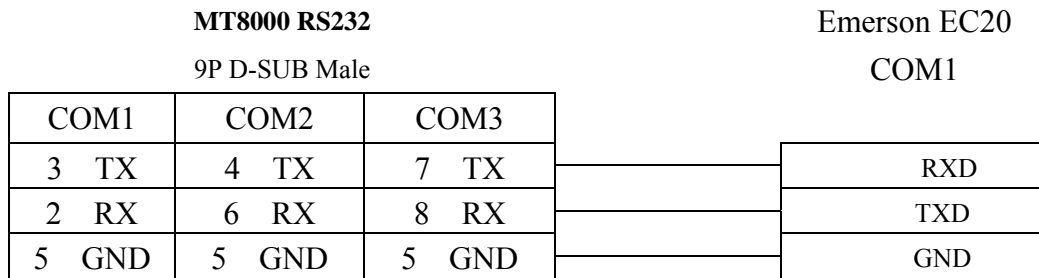 MT8000 RS232 Emerson EC20
9P D-SUB Male COM1
COM1 COM2 COM3
3 TX 4 TX 7 TX RXD
2 RX 6 RX 8 RX TXD
5 GND 5 GND 5 GND GND